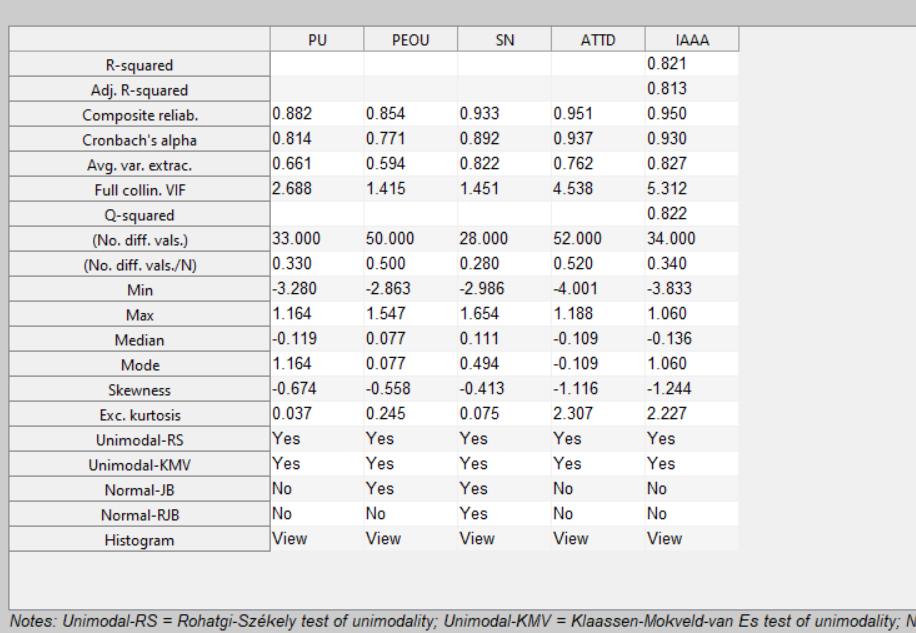 PU PEOU SN ATTD IAAA
R-squared 0.821
Adj. R-squared 0.813
Composite reliab. 0.882 0.854 0.933 0.951 0.950
Cronbach's alpha 0.814 0.771 0.892 0.937 0.930
Avg. var. extrac. 0.661 0.594 0.822 0.762 0.827
Full collin. VIF 2.688 1.415 1.451 4.538 5.312
Q-squared 0.822
(No. diff. vals.) 33.000 50.000 28.000 52.000 34.000
(No. diff. vals./N) 0.330 0.500 0.280 0.520 0.340
Min -3.280 -2.863 -2.986 -4.001 -3.833
Max 1.164 1.547 1.654 1.188 1.060
Median -0.119 0.077 0.111 -0.109 -0.136
Mode 1.164 0.077 0.494 -0.109 1.060
Skewness -0.674 -0.558 -0.413 -1.116 -1.244
Exc. kurtosis 0.037 0.245 0.075 2.307 2.227
Unimodal-RS Yes Yes Yes Yes Yes
Unimodal-KMV Yes Yes Yes Yes Yes
Normal-JB No Yes Yes No No
Normal-RJB No No Yes No No
Histogram View View View View View
Notes: Unimodal-RS = Rohatgi-Székely test of unimodality; Unimodal-KMV = Klaassen-Mokveld-van Es test of unimodality; N